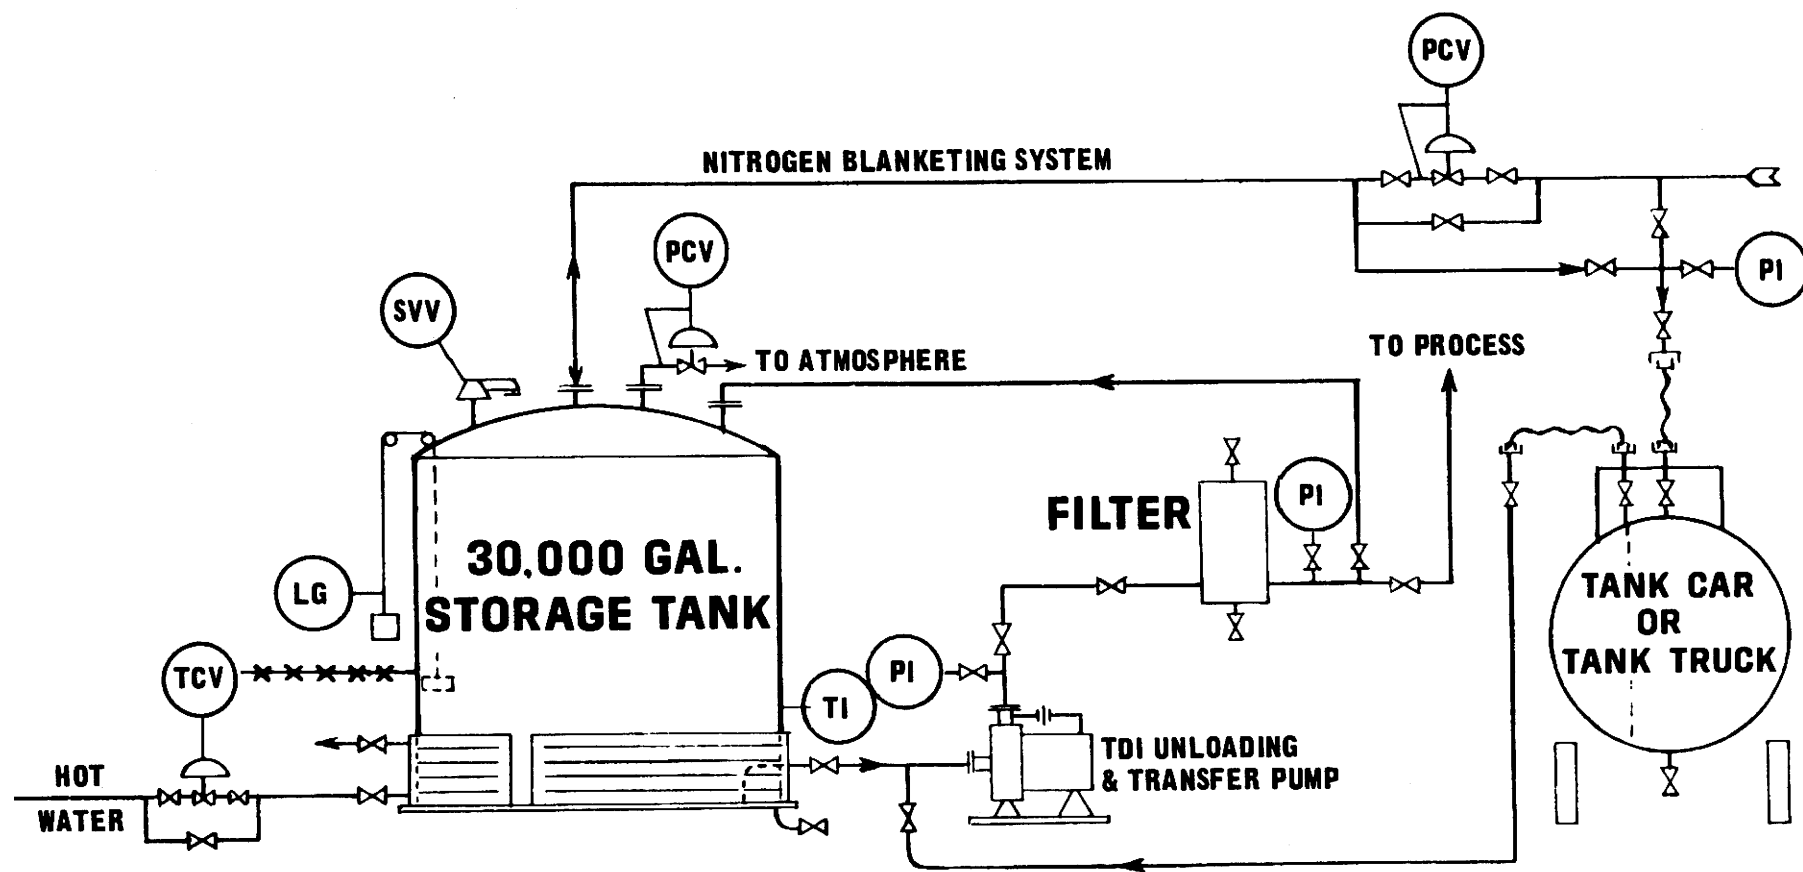 PCV
NITROGEN BLANKETING SYSTEM
PCV
PI
SVV
TO ATMOSPHERE
TO PROCESS
FILTER
PI
30,000 GAL.
STORAGE TANK
LG
TANK CAR
OR
TANK TRUCK
TCV
PI
TI
TDI UNLOADING
& TRANSFER PUMP
HOT
WATER